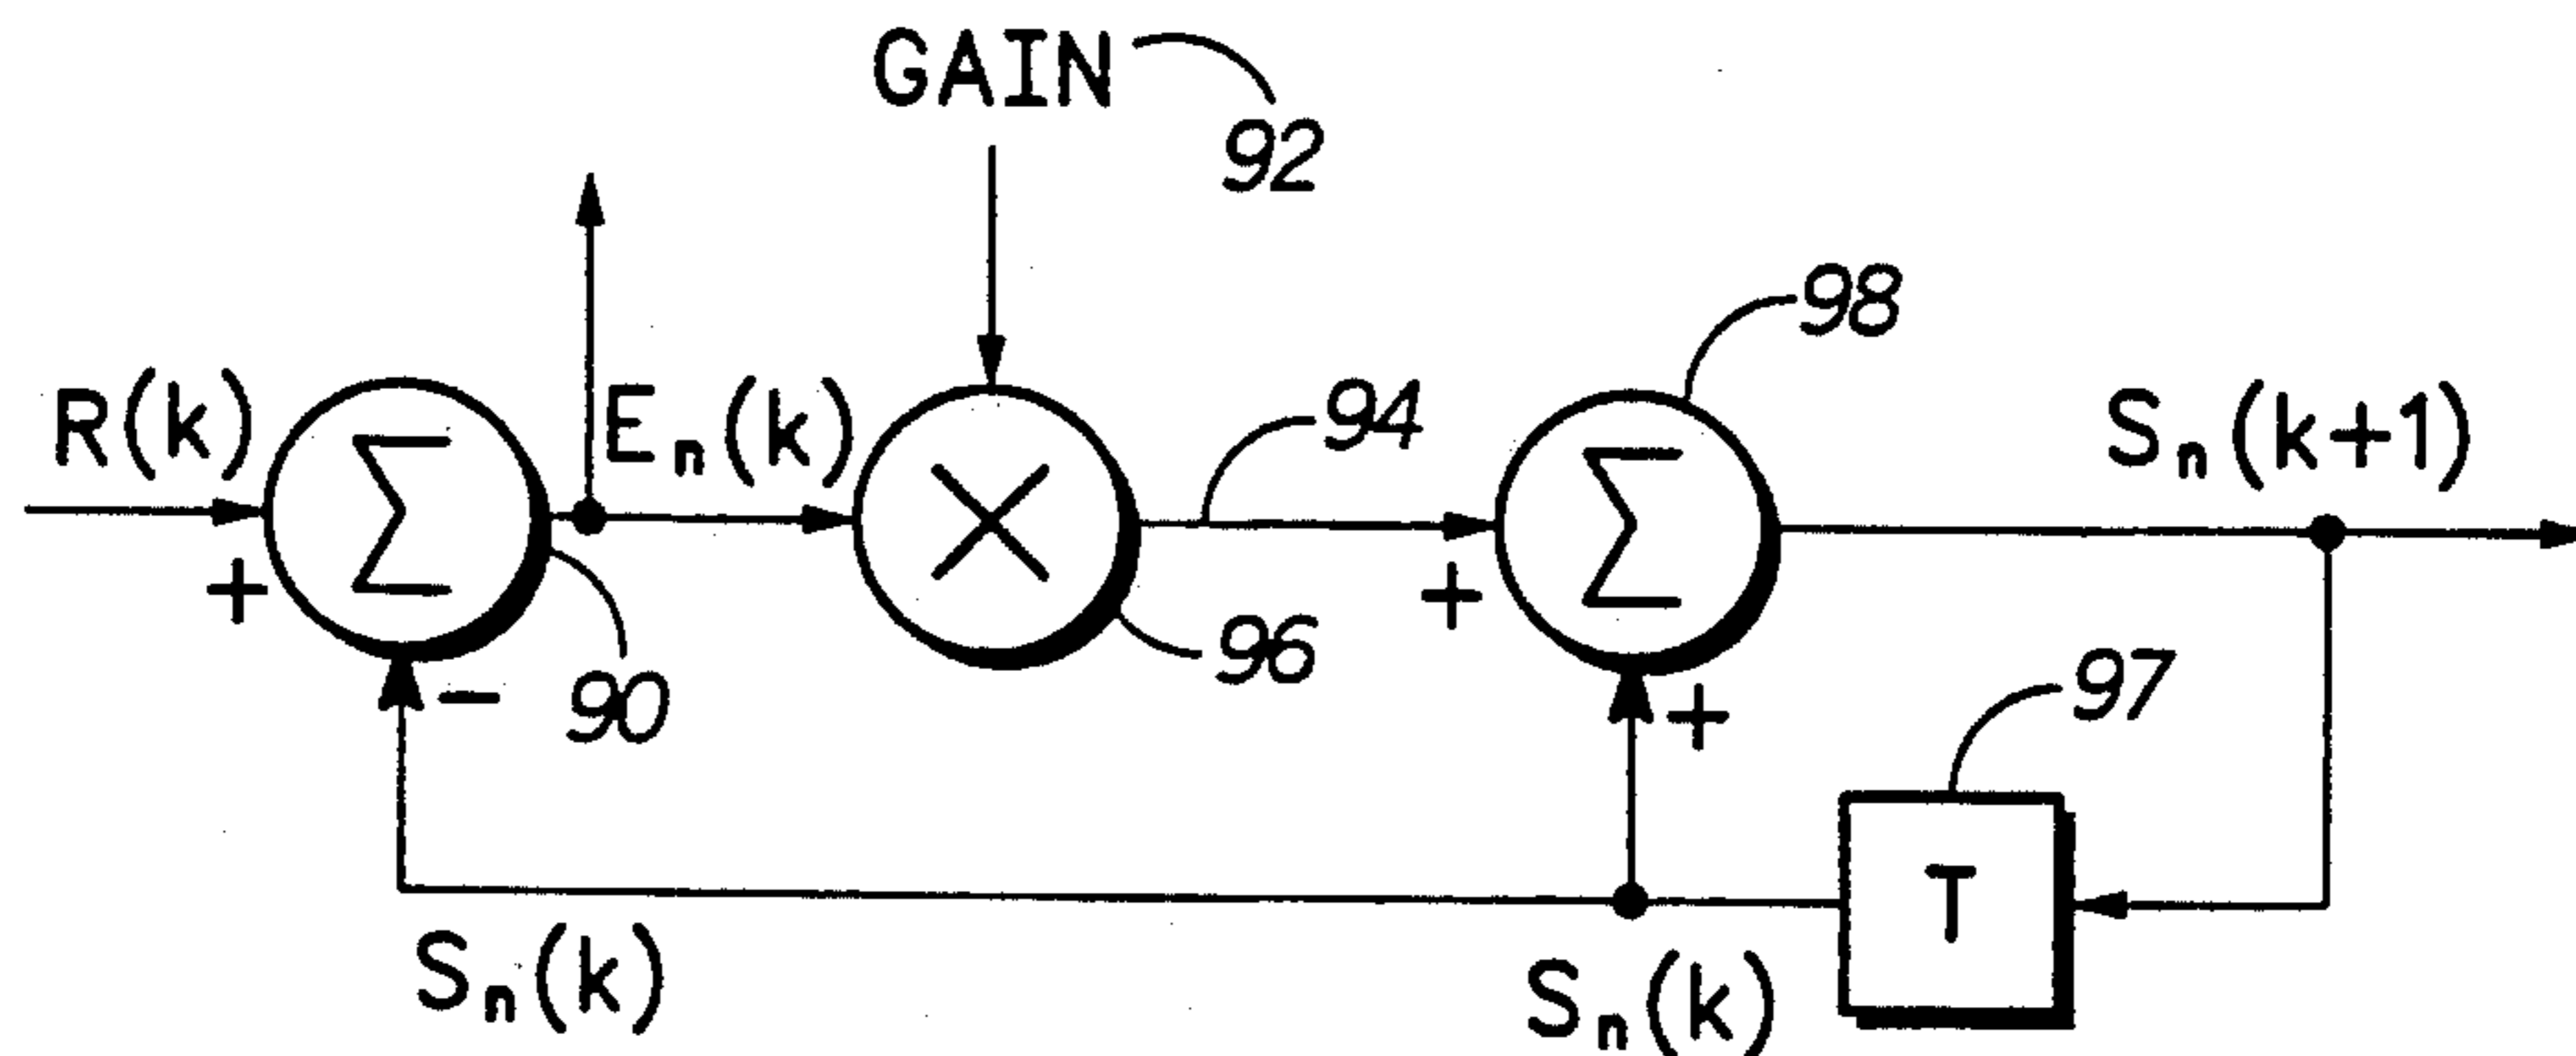 GAIN
92
98
R(k)
Eₙ(k)
94
Sₙ(k+1)
Σ
×
Σ
+
+
96
90
−
+
97
T
Sₙ(k)
Sₙ(k)